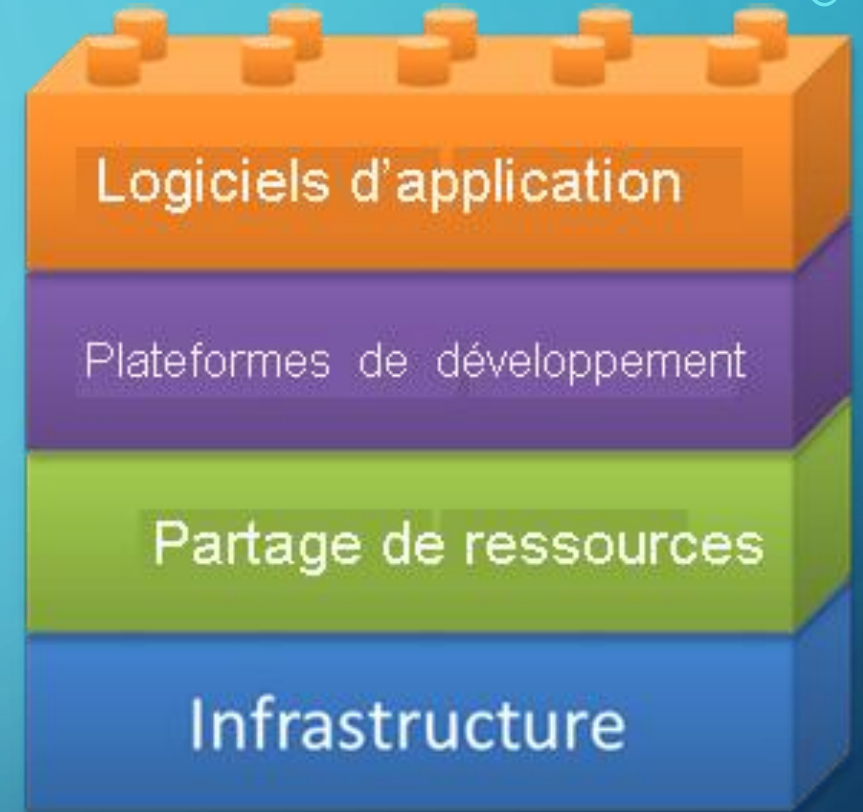 Logiciels d'application
Plateformes de développement
Partage de ressources
Infrastructure